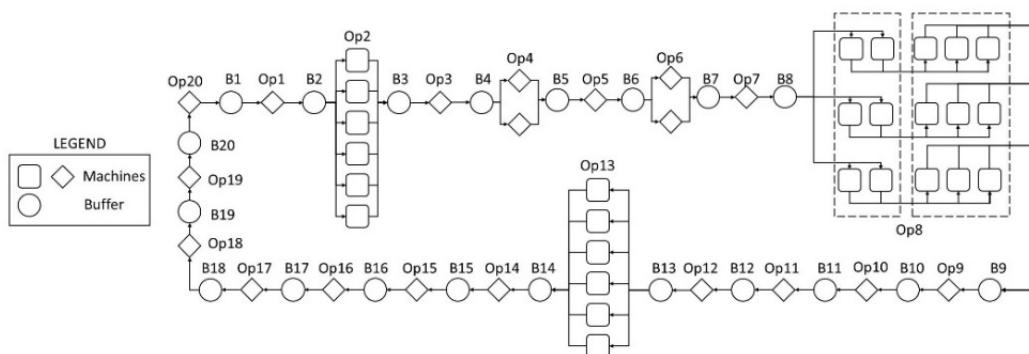 Op2
Op4
Op6
Op20 B1 Op1 B2 B3 Op3 B4 B5 Op5 B6 B7 Op7 B8
LEGEND
Machines
Buffer
B20
Op19
B19
Op18
Op13
Op8
B18 Op17 B17 Op16 B16 Op15 B15 Op14 B14 B13 Op12 B12 Op11 B11 Op10 B10 Op9 B9